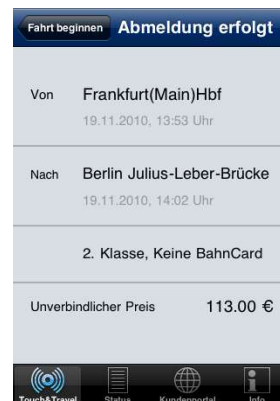 Fahrt beginnen Abmeldung erfolgt
Von Frankfurt(Main)Hbf
19.11.2010, 13:53 Uhr
Nach Berlin Julius-Leber-Brücke
19.11.2010, 14:02 Uhr
2. Klasse, Keine BahnCard
Unverbindlicher Preis 113.00 €
Touch&Travel Status Kundenportal Info